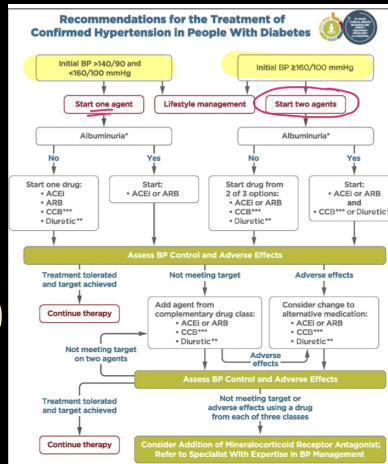 Recommendations for the Treatment of
Confirmed Hypertension in People With Diabetes
Initial BP >140/90 and
<160/100 mmHg
Initial BP ≥160/100 mmHg
Start one agent
Lifestyle management
Start two agents
Albuminuria*
Albuminuria*
No
Yes
No
Yes
Start one drug:
• ACEi
• ARB
• CCB***
• Diuretic**
Start:
• ACEi or ARB
Start drug from
2 of 3 options:
• ACEi or ARB
• CCB***
• Diuretic**
Start:
• ACEi or ARB
and
• CCB*** or Diuretic**
Assess BP Control and Adverse Effects
Treatment tolerated
and target achieved
Not meeting target
Adverse effects
Continue therapy
Add agent from
complementary drug class:
• ACEi or ARB
• CCB***
• Diuretic**
Consider change to
alternative medication:
• ACEi or ARB
• CCB***
• Diuretic**
Not meeting target
on two agents
Adverse
effects
Assess BP Control and Adverse Effects
Treatment tolerated
and target achieved
Not meeting target or
adverse effects using a drug
from each of three classes
Continue therapy
Consider Addition of Mineralocorticoid Receptor Antagonist;
Refer to Specialist With Expertise in BP Management